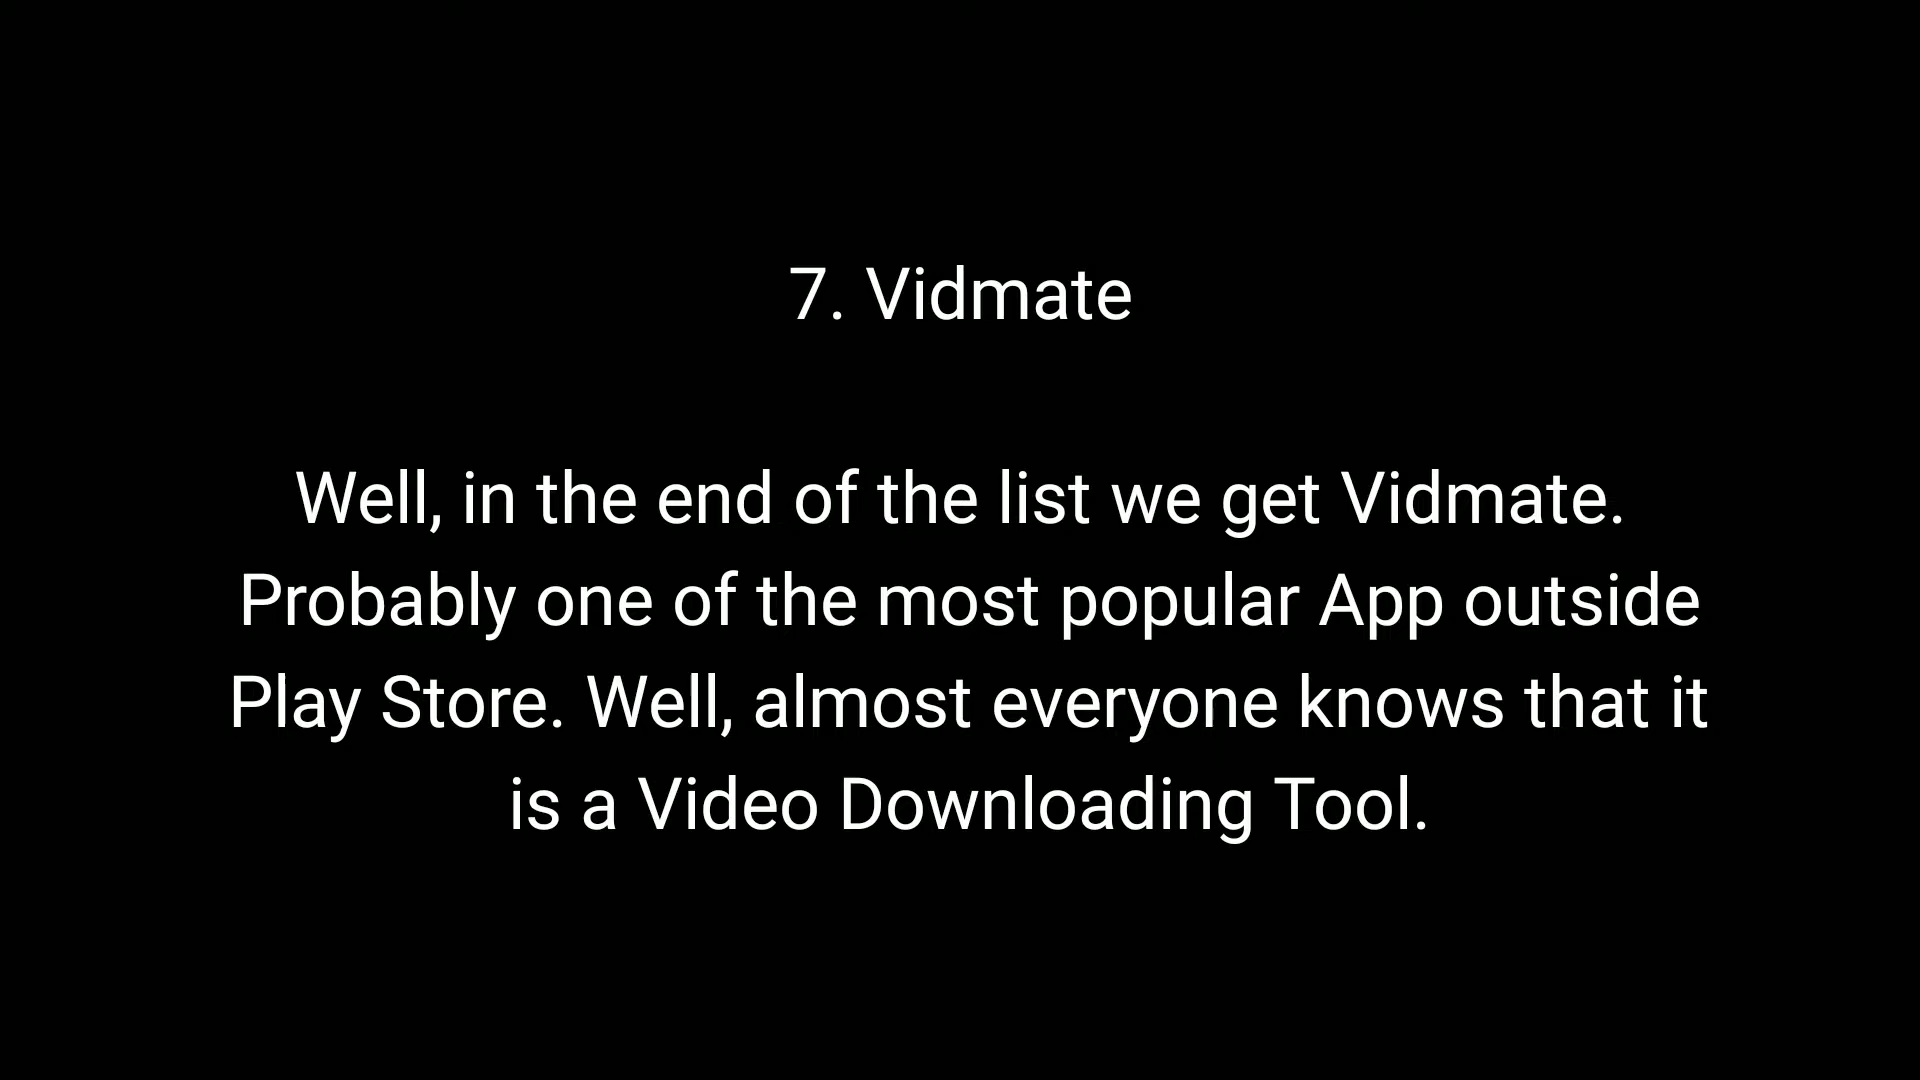 7. Vidmate
Well, in the end of the list we get Vidmate.
Probably one of the most popular App outside
Play Store. Well, almost everyone knows that it
is a Video Downloading Tool.